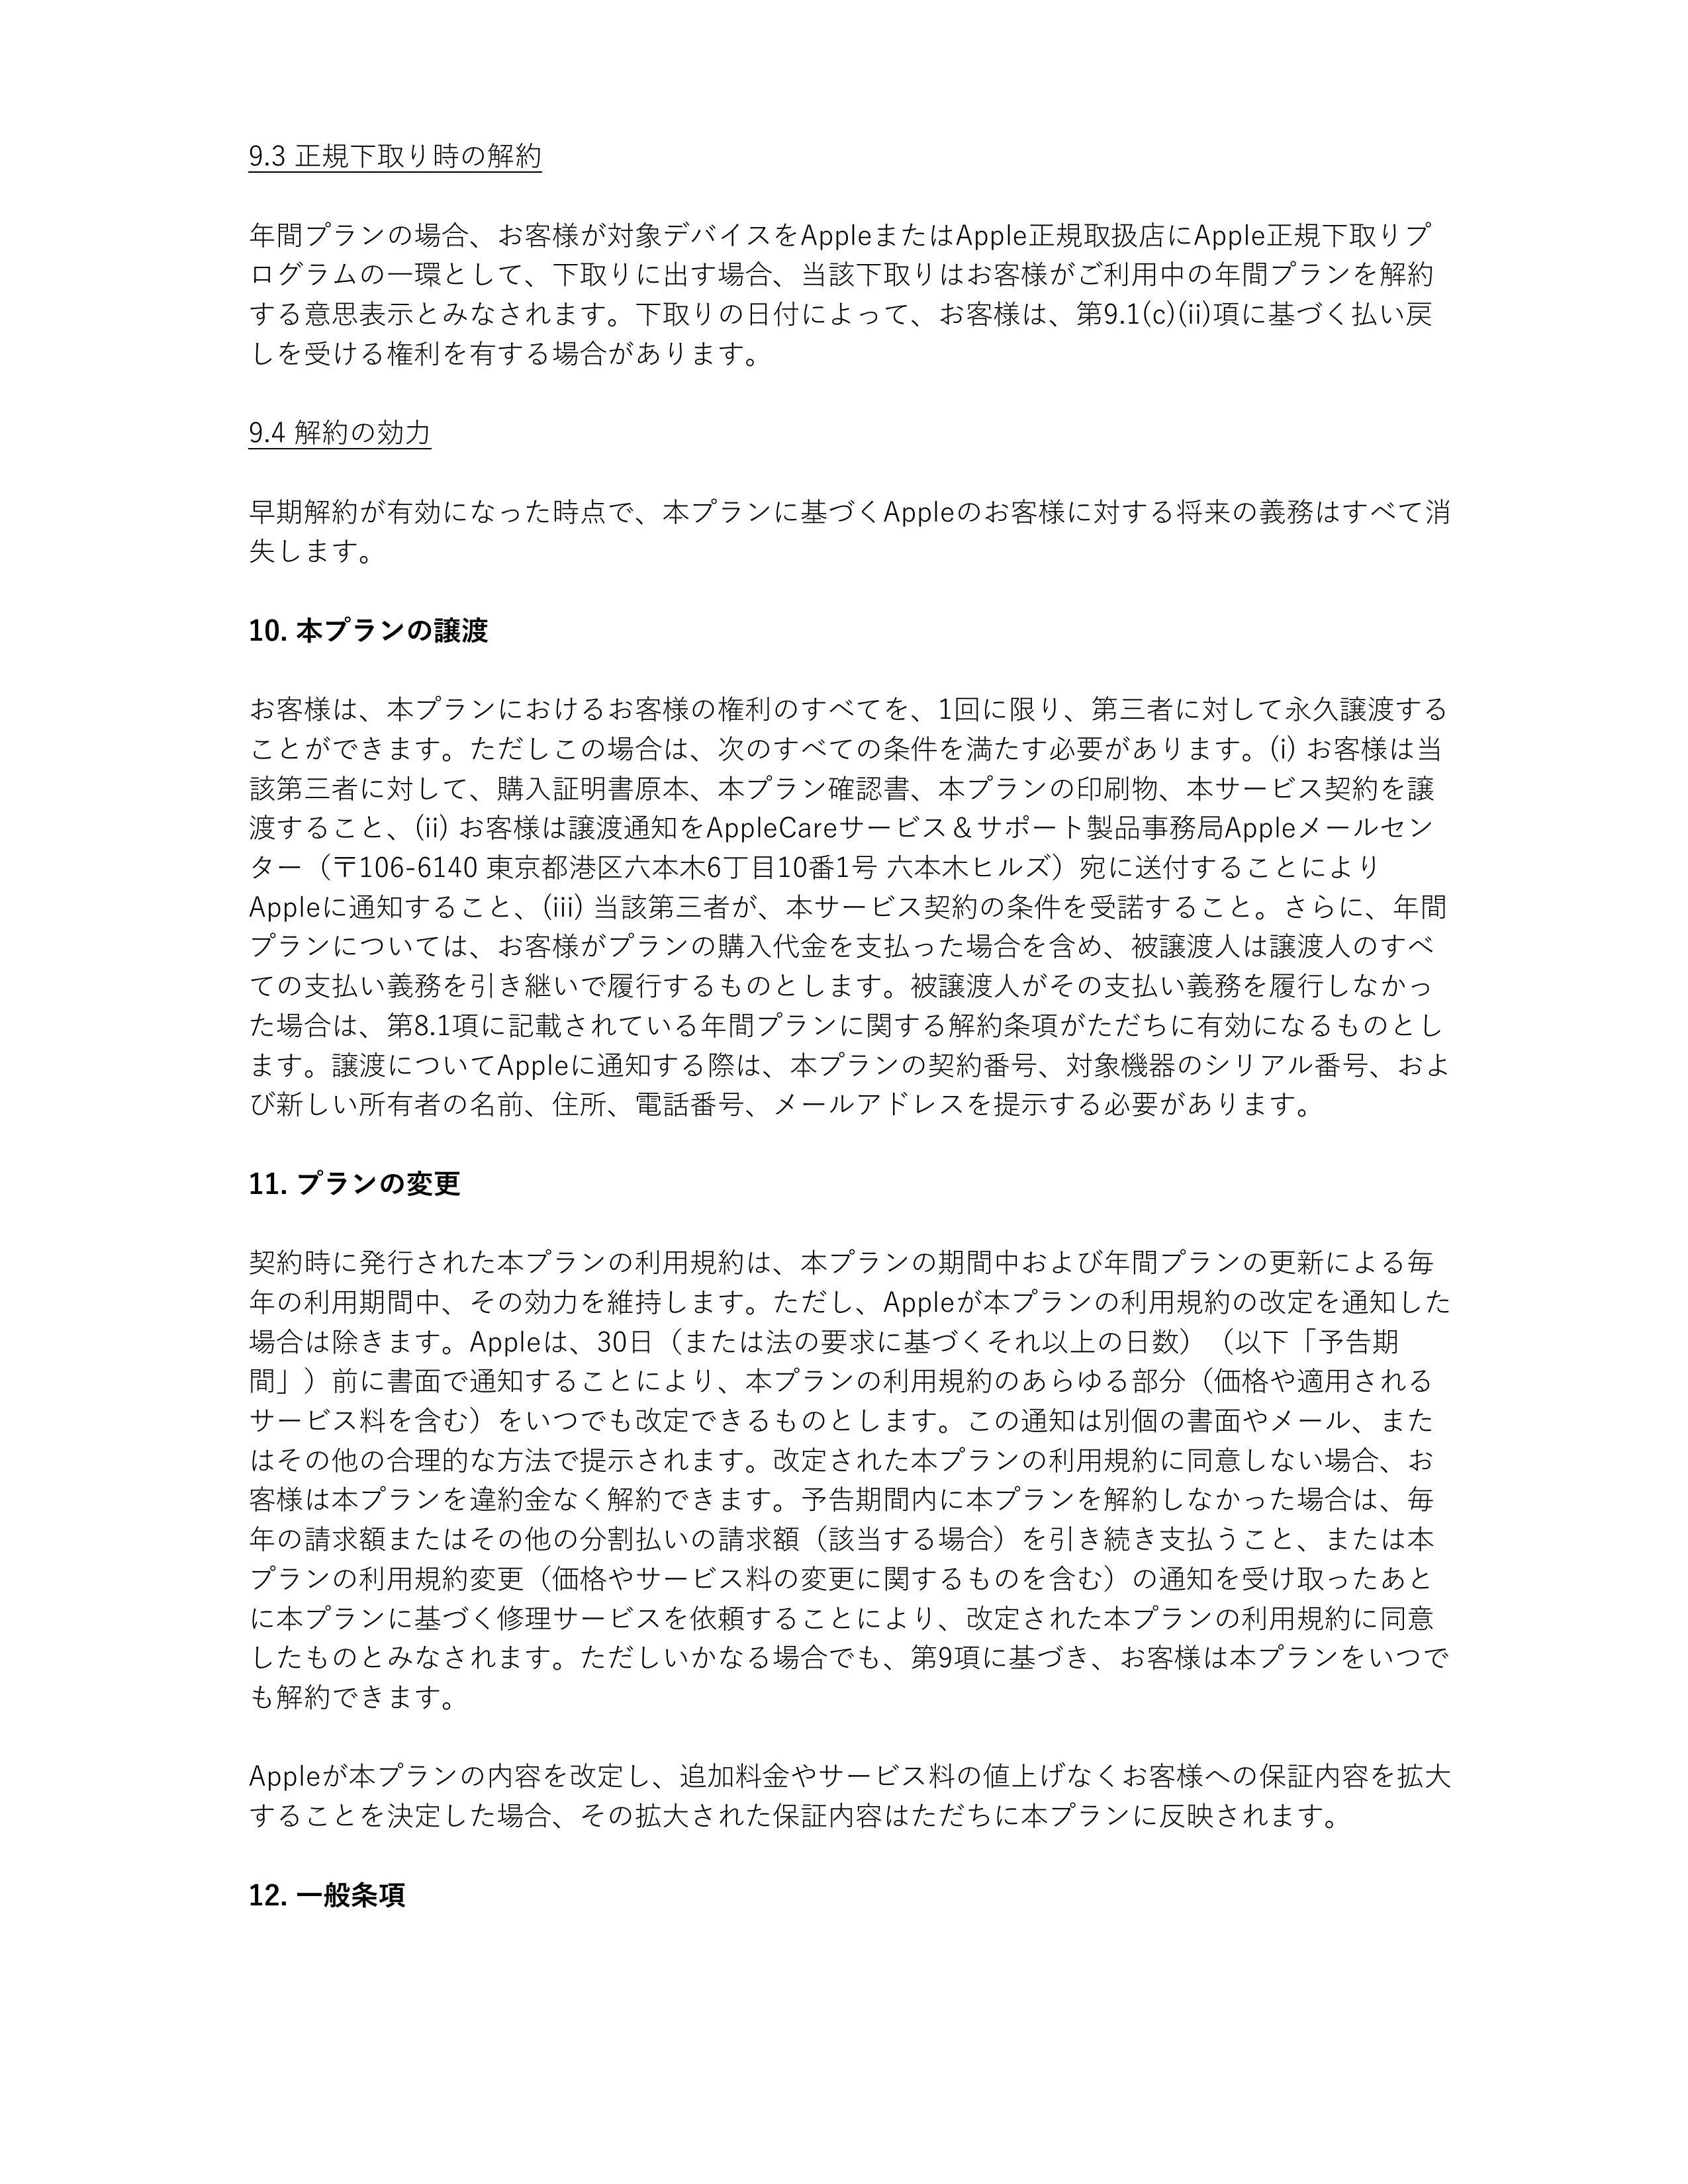 9.3 正規下取り時の解約
年間プランの場合、お客様が対象デバイスをAppleまたはApple正規取扱店にApple正規下取りプ
ログラムの一環として、下取りに出す場合、当該下取りはお客様がご利用中の年間プランを解約
する意思表示とみなされます。下取りの日付によって、お客様は、第9.1(c)(ii)項に基づく払い戻
しを受ける権利を有する場合があります。
9.4 解約の効力
早期解約が有効になった時点で、本プランに基づくAppleのお客様に対する将来の義務はすべて消
失します。
10. 本プランの譲渡
お客様は、本プランにおけるお客様の権利のすべてを、1回に限り、第三者に対して永久譲渡する
ことができます。ただしこの場合は、次のすべての条件を満たす必要があります。(i) お客様は当
該第三者に対して、購入証明書原本、本プラン確認書、本プランの印刷物、本サービス契約を譲
渡すること、(ii) お客様は譲渡通知をAppleCareサービス＆サポート製品事務局Appleメールセン
ター（〒106-6140 東京都港区六本木6丁目10番1号 六本木ヒルズ）宛に送付することにより
Appleに通知すること、(iii) 当該第三者が、本サービス契約の条件を受諾すること。さらに、年間
プランについては、お客様がプランの購入代金を支払った場合を含め、被譲渡人は譲渡人のすべ
ての支払い義務を引き継いで履行するものとします。被譲渡人がその支払い義務を履行しなかっ
た場合は、第8.1項に記載されている年間プランに関する解約条項がただちに有効になるものとし
ます。譲渡についてAppleに通知する際は、本プランの契約番号、対象機器のシリアル番号、およ
び新しい所有者の名前、住所、電話番号、メールアドレスを提示する必要があります。
11. プランの変更
契約時に発行された本プランの利用規約は、本プランの期間中および年間プランの更新による毎
年の利用期間中、その効力を維持します。ただし、Appleが本プランの利用規約の改定を通知した
場合は除きます。Appleは、30日（または法の要求に基づくそれ以上の日数）（以下「予告期
間」）前に書面で通知することにより、本プランの利用規約のあらゆる部分（価格や適用される
サービス料を含む）をいつでも改定できるものとします。この通知は別個の書面やメール、また
はその他の合理的な方法で提示されます。改定された本プランの利用規約に同意しない場合、お
客様は本プランを違約金なく解約できます。予告期間内に本プランを解約しなかった場合は、毎
年の請求額またはその他の分割払いの請求額（該当する場合）を引き続き支払うこと、または本
プランの利用規約変更（価格やサービス料の変更に関するものを含む）の通知を受け取ったあと
に本プランに基づく修理サービスを依頼することにより、改定された本プランの利用規約に同意
したものとみなされます。ただしいかなる場合でも、第9項に基づき、お客様は本プランをいつで
も解約できます。
Appleが本プランの内容を改定し、追加料金やサービス料の値上げなくお客様への保証内容を拡大
することを決定した場合、その拡大された保証内容はただちに本プランに反映されます。
12. 一般条項